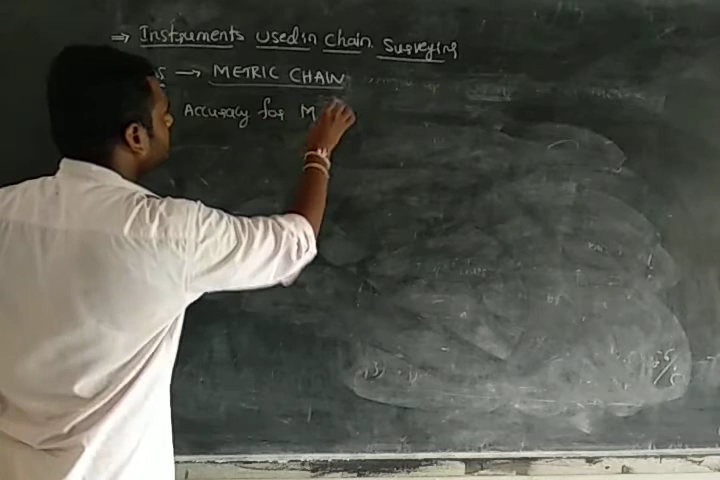 ⇒ Instruments used in Chain Surveying
→ METRIC CHAIN
Accuracy for M